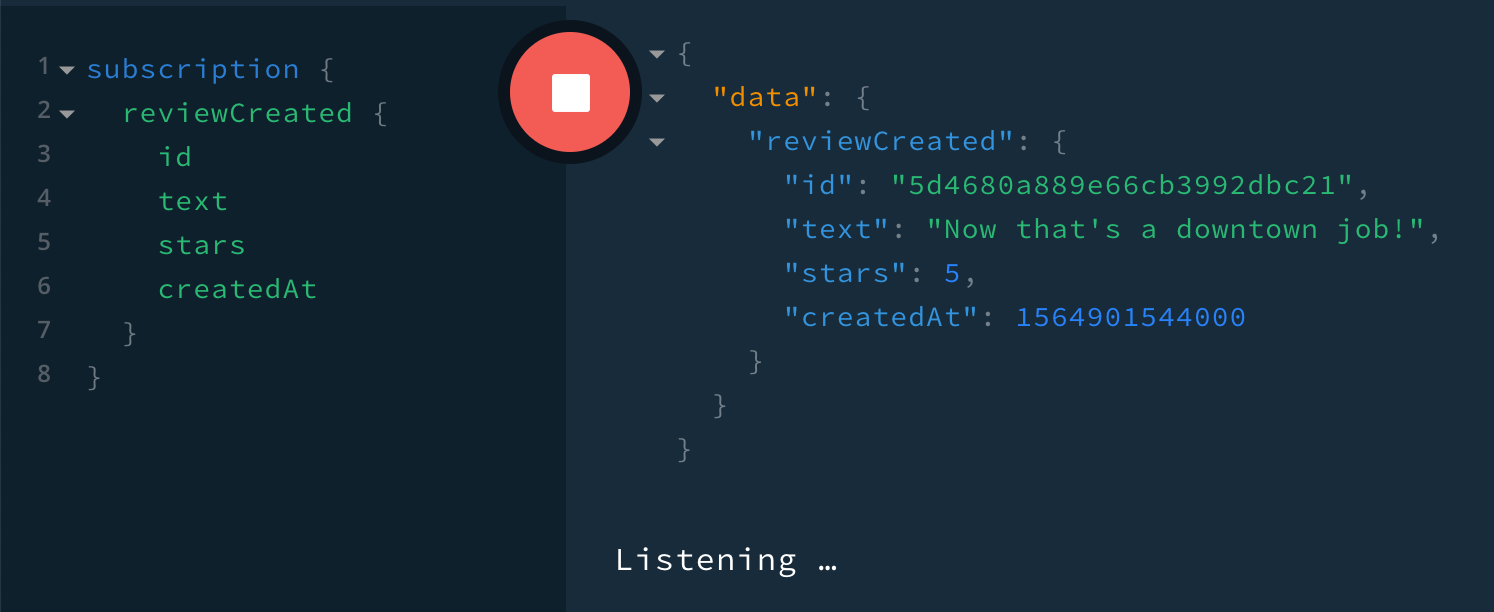 1 subscription {
2 reviewCreated {
3 id
4 text
5 stars
6 createdAt
7 }
8 }
{
"data": {
"reviewCreated": {
"id": "5d4680a889e66cb3992dbc21",
"text": "Now that's a downtown job!",
"stars": 5,
"createdAt": 1564901544000
}
}
}
Listening …